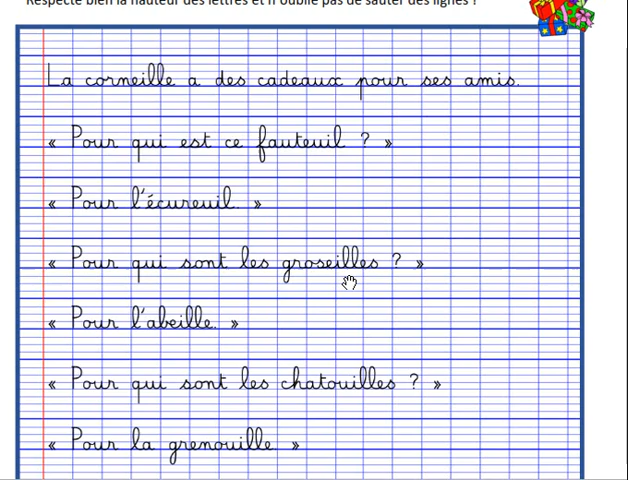 Respecte bien la hauteur des lettres et n'oublie pas de sauter des lignes !
La corneille a des cadeaux pour ses amis.
« Pour qui est ce fauteuil ? »
« Pour l'écureuil. »
« Pour qui sont les groseilles ? »
« Pour l'abeille. »
« Pour qui sont les chatouilles ? »
« Pour la grenouille. »